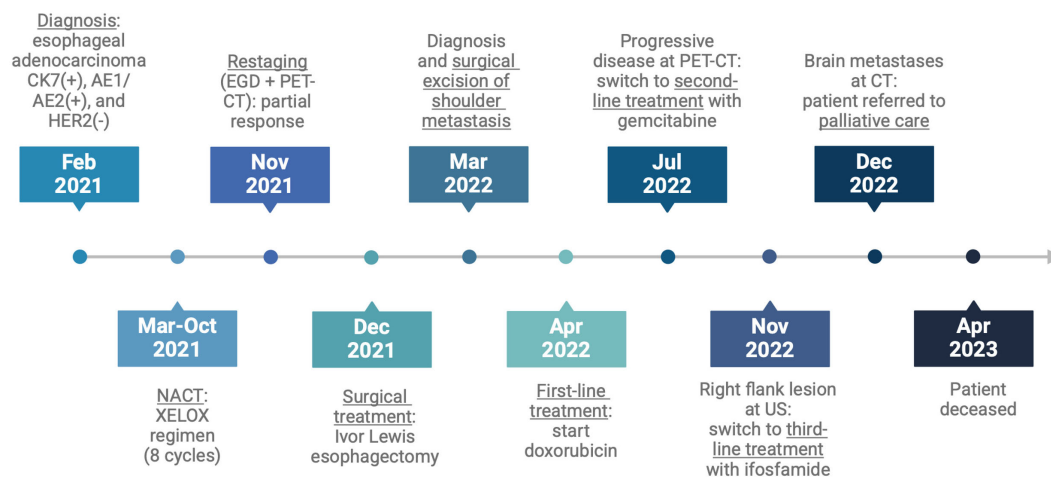 Diagnosis:
esophageal
adenocarcinoma
CK7(+), AE1/
AE2(+), and
HER2(-)
Feb
2021
Mar-Oct
2021
NACT:
XELOX
regimen
(8 cycles)
Restaging
(EGD + PET-
CT): partial
response
Nov
2021
Dec
2021
Surgical
treatment:
Ivor Lewis
esophagectomy
Diagnosis
and surgical
excision of
shoulder
metastasis
Mar
2022
Apr
2022
First-line
treatment:
start
doxorubicin
Progressive
disease at PET-CT:
switch to second-
line treatment with
gemcitabine
Jul
2022
Nov
2022
Right flank lesion
at US:
switch to third-
line treatment
with ifosfamide
Brain metastases
at CT:
patient referred to
palliative care
Dec
2022
Apr
2023
Patient
deceased